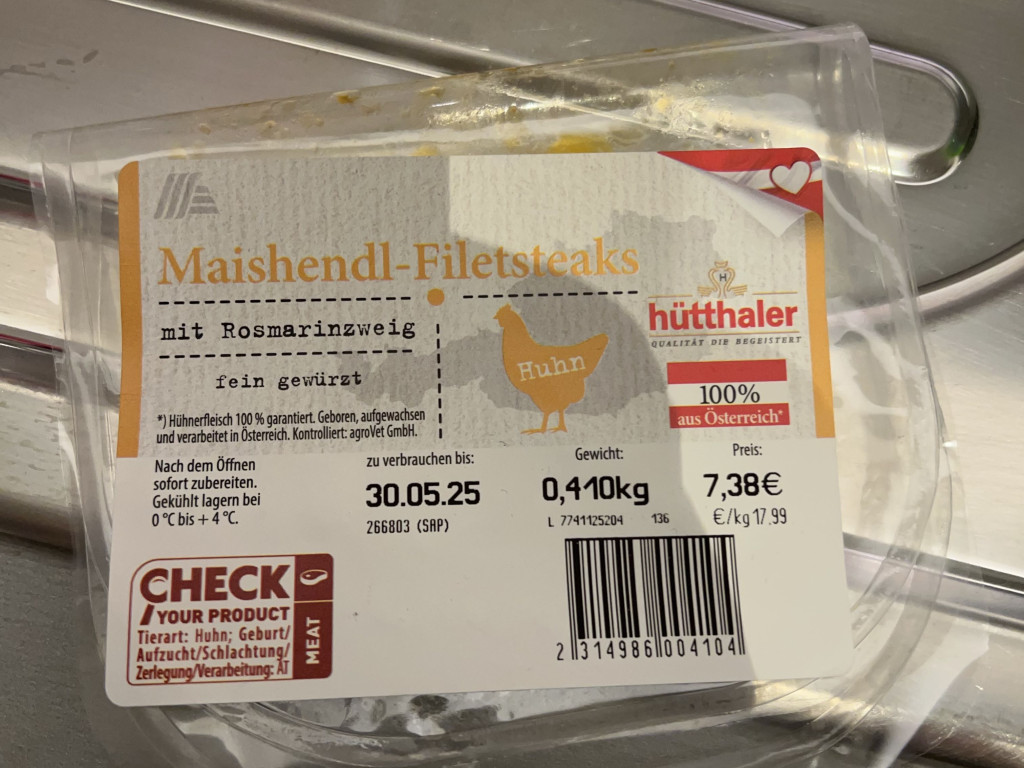 Maishendl-Filetsteaks
mit Rosmarinzweig
fein gewürzt
Huhn
H
hütthaler
QUALITÄT DIE BEGEISTERT
100%
aus Österreich*
*) Hühnerfleisch 100 % garantiert. Geboren, aufgewachsen
und verarbeitet in Österreich. Kontrolliert: agroVet GmbH.
Nach dem Öffnen
sofort zubereiten.
Gekühlt lagern bei
0 °C bis + 4 °C.
zu verbrauchen bis:
30.05.25
266803 (SAP)
Gewicht:
0,410kg
L 7741125204 136
Preis:
7,38€
€/kg 17.99
CHECK
YOUR PRODUCT
Tierart: Huhn; Geburt/
Aufzucht/Schlachtung/
Zerlegung/Verarbeitung: AT
MEAT
2 314986 004104